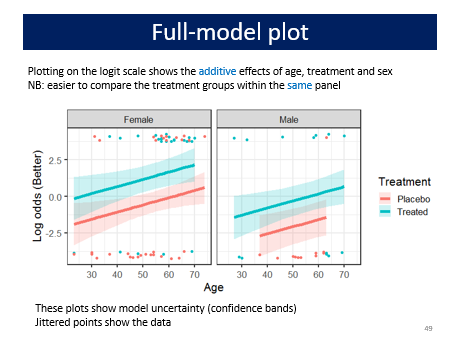 Full-model plot
Plotting on the logit scale shows the additive effects of age, treatment and sex
NB: easier to compare the treatment groups within the same panel
Female
Male
2.5
0.0
-2.5
Log odds (Better)
30 40 50 60 70
30 40 50 60 70
Age
Treatment
Placebo
Treated
These plots show model uncertainty (confidence bands)
Jittered points show the data
49